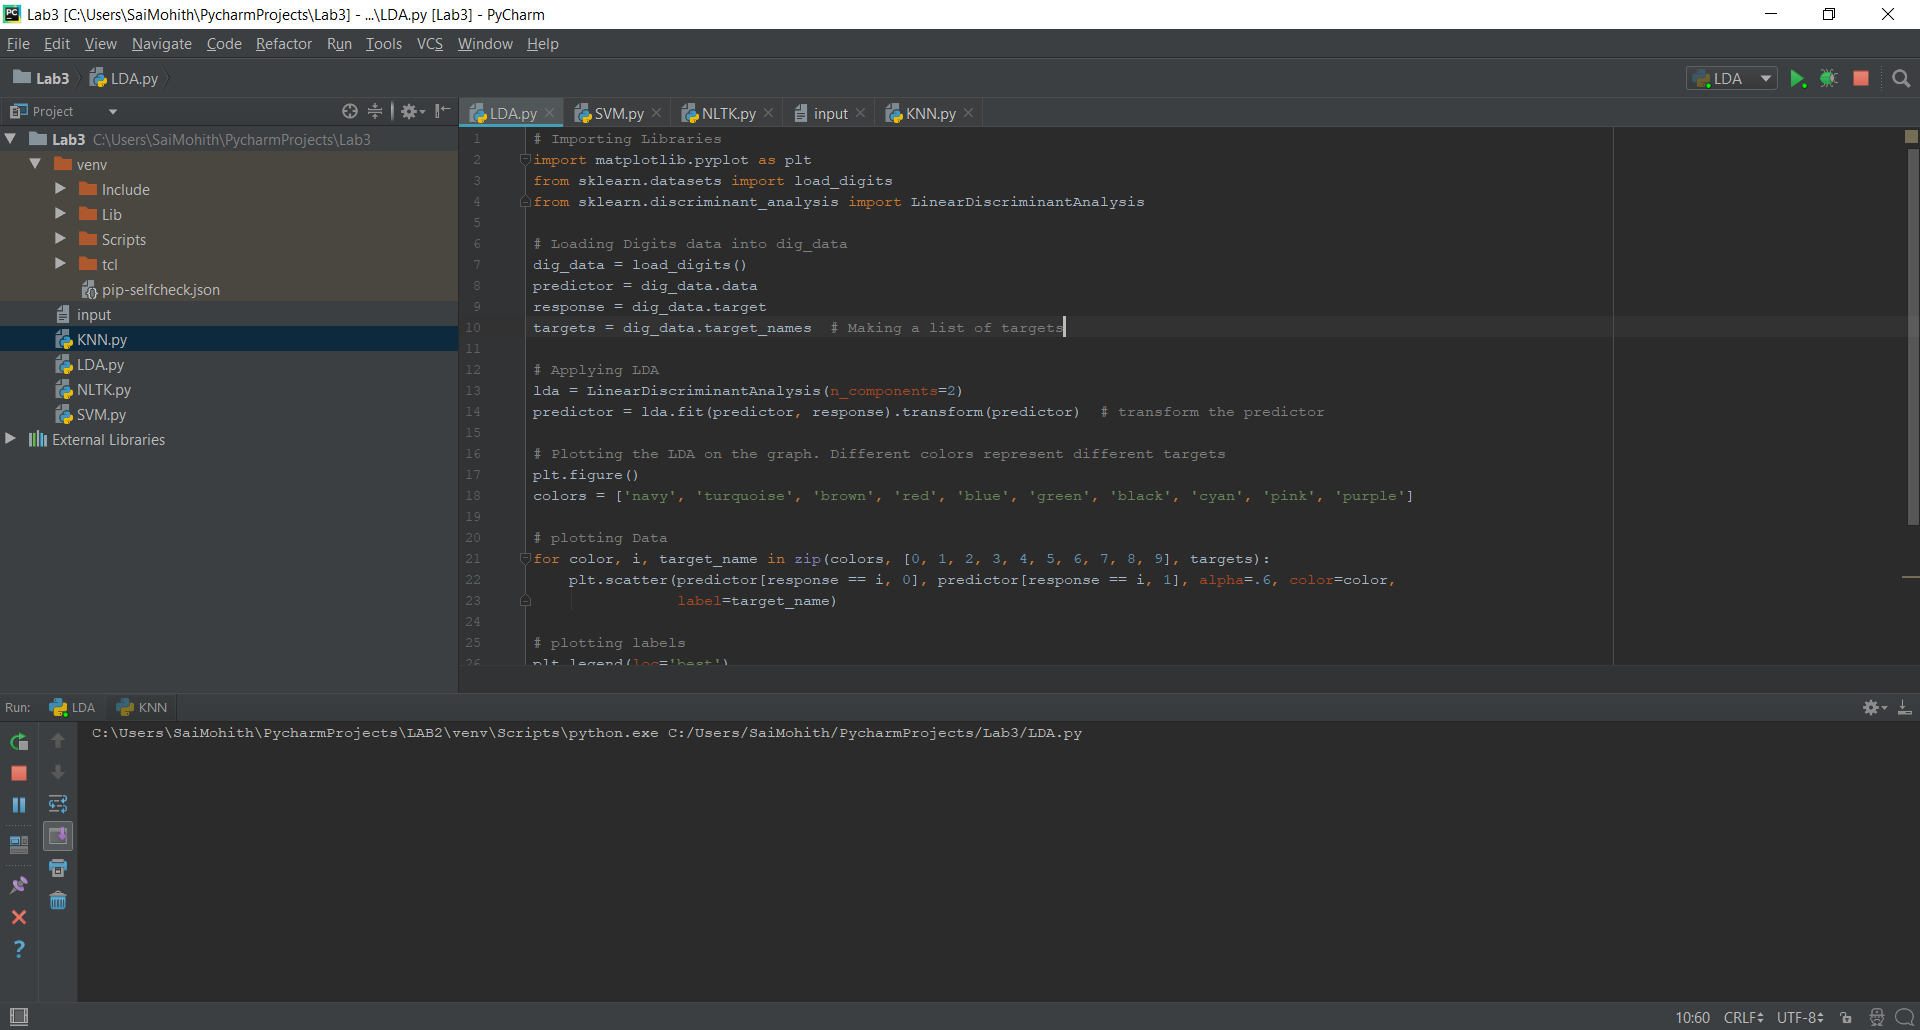 Lab3 [C:\Users\SaiMohith\PycharmProjects\Lab3] - ...\LDA.py [Lab3] - PyCharm
File Edit View Navigate Code Refactor Run Tools VCS Window Help
Lab3 LDA.py LDA
Project
LDA.py SVM.py NLTK.py input KNN.py
Lab3 C:\Users\SaiMohith\PycharmProjects\Lab3
venv
Include
Lib
Scripts
tcl
pip-selfcheck.json
input
KNN.py
LDA.py
NLTK.py
SVM.py
External Libraries
1 # Importing Libraries
2 import matplotlib.pyplot as plt
3 from sklearn.datasets import load_digits
4 from sklearn.discriminant_analysis import LinearDiscriminantAnalysis
5
6 # Loading Digits data into dig_data
7 dig_data = load_digits()
8 predictor = dig_data.data
9 response = dig_data.target
10 targets = dig_data.target_names  # Making a list of targets
11
12 # Applying LDA
13 lda = LinearDiscriminantAnalysis(n_components=2)
14 predictor = lda.fit(predictor, response).transform(predictor)  # transform the predictor
15
16 # Plotting the LDA on the graph. Different colors represent different targets
17 plt.figure()
18 colors = ['navy', 'turquoise', 'brown', 'red', 'blue', 'green', 'black', 'cyan', 'pink', 'purple']
19
20 # plotting Data
21 for color, i, target_name in zip(colors, [0, 1, 2, 3, 4, 5, 6, 7, 8, 9], targets):
22     plt.scatter(predictor[response == i, 0], predictor[response == i, 1], alpha=.6, color=color,
23                 label=target_name)
24
25 # plotting labels
26 plt.legend(loc='best')
Run: LDA KNN
C:\Users\SaiMohith\PycharmProjects\LAB2\venv\Scripts\python.exe C:/Users/SaiMohith/PycharmProjects/Lab3/LDA.py
10:60 CRLF UTF-8